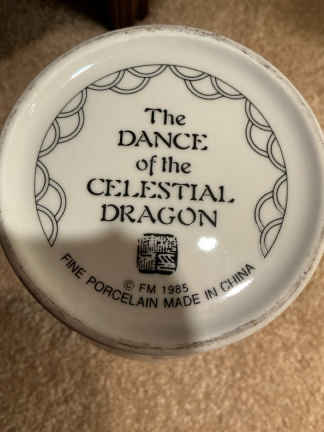 The
DANCE
of the
CELESTIAL
DRAGON
© FM 1985
FINE PORCELAIN MADE IN CHINA